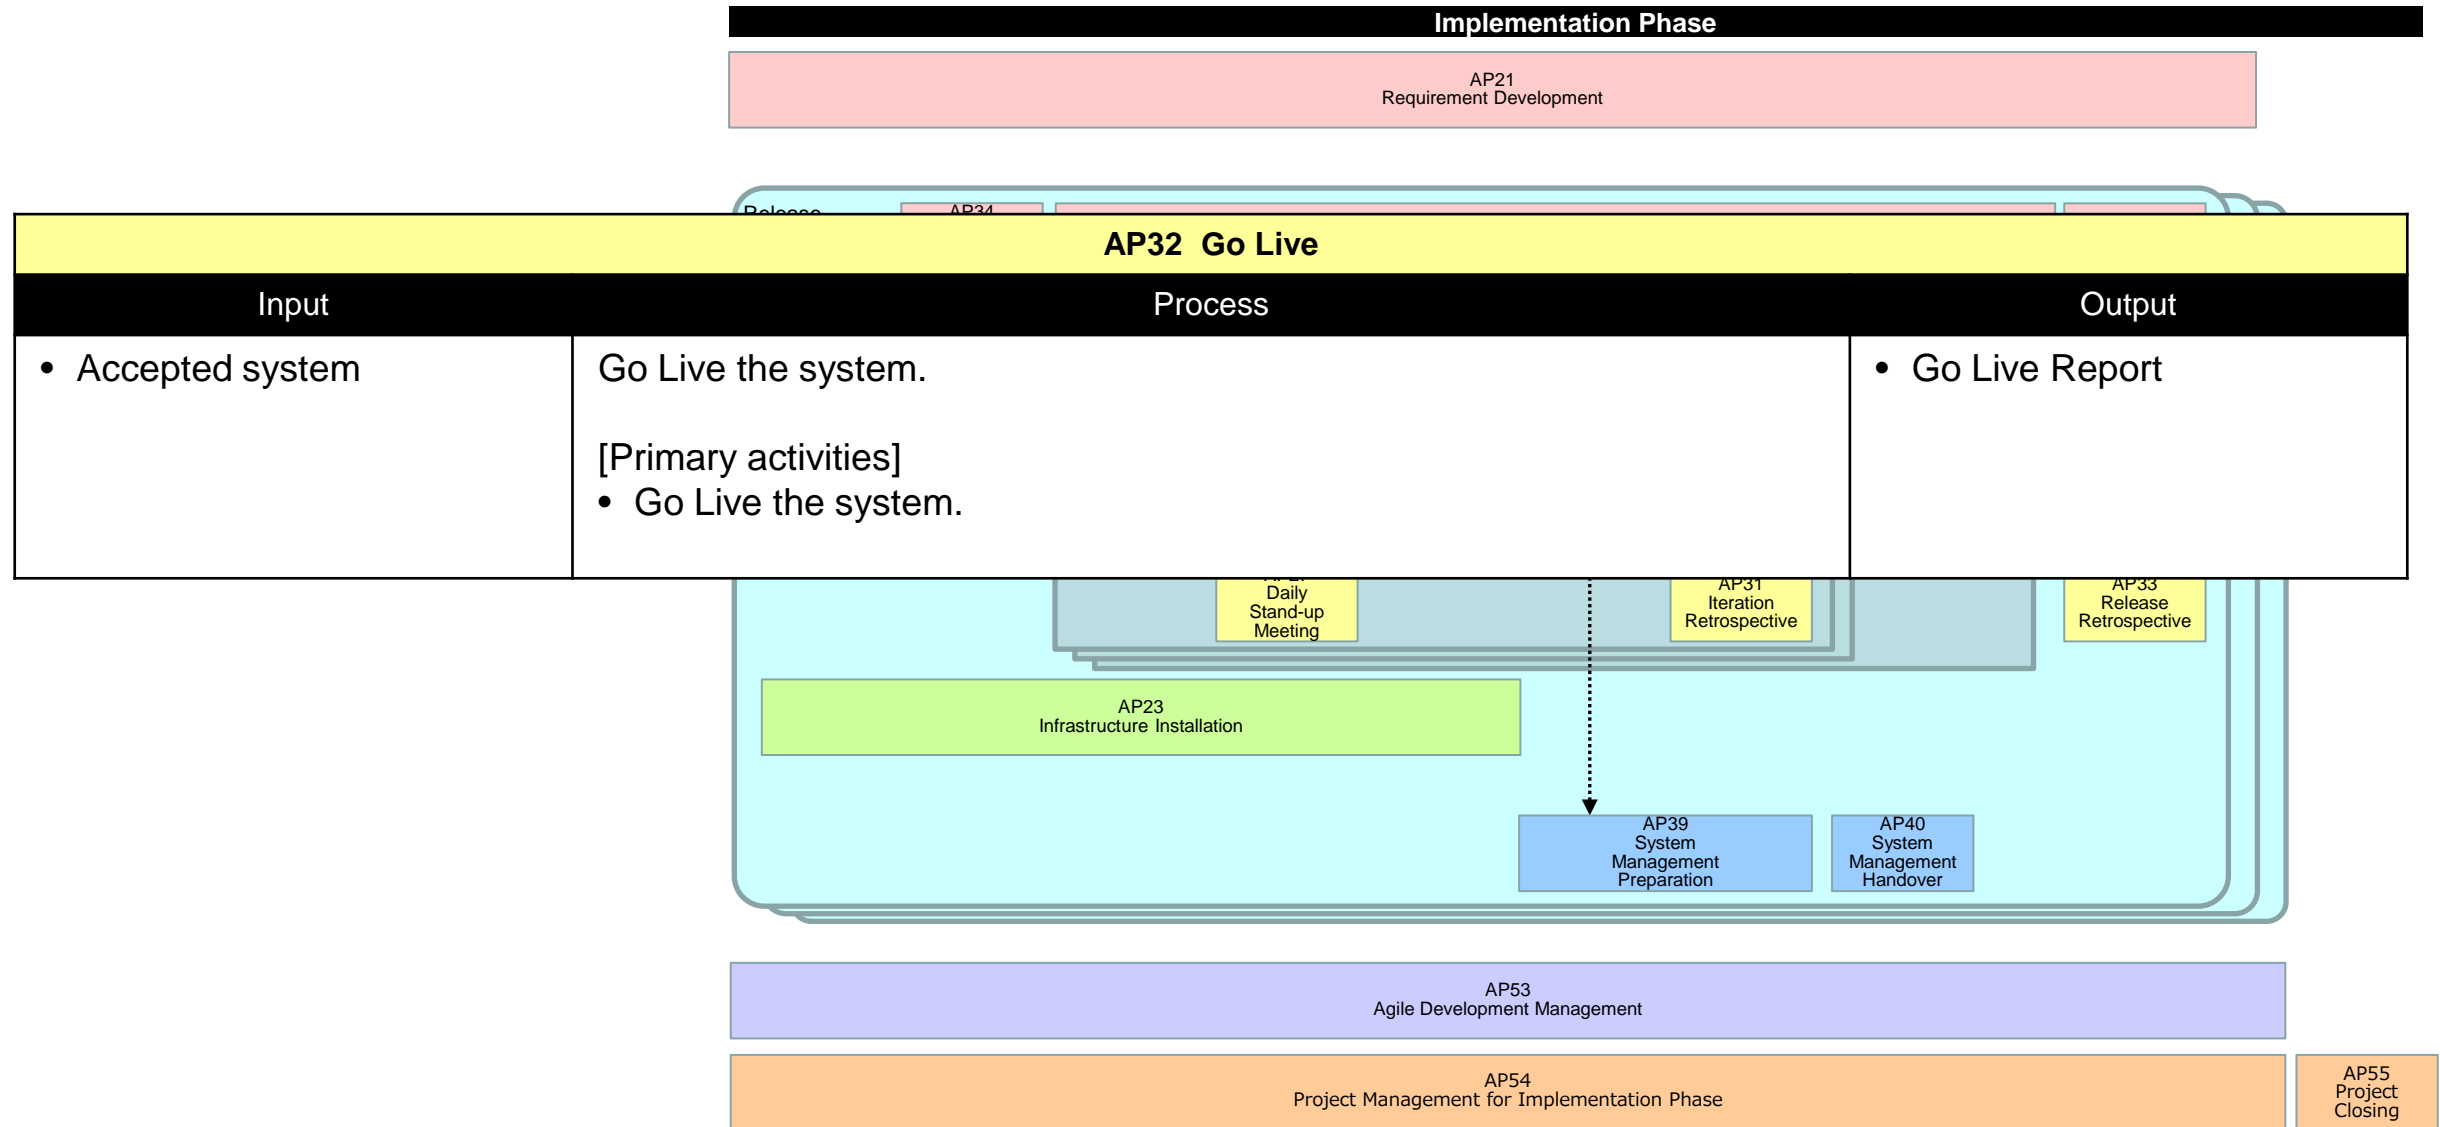 Implementation Phase
AP21
Requirement Development
Release
AP34
AP32 Go Live
Input
Process
Output
• Accepted system
Go Live the system.
[Primary activities]
• Go Live the system.
• Go Live Report
Daily
Stand-up
Meeting
AP31
Iteration
Retrospective
AP33
Release
Retrospective
AP23
Infrastructure Installation
AP39
System
Management
Preparation
AP40
System
Management
Handover
AP53
Agile Development Management
AP54
Project Management for Implementation Phase
AP55
Project
Closing